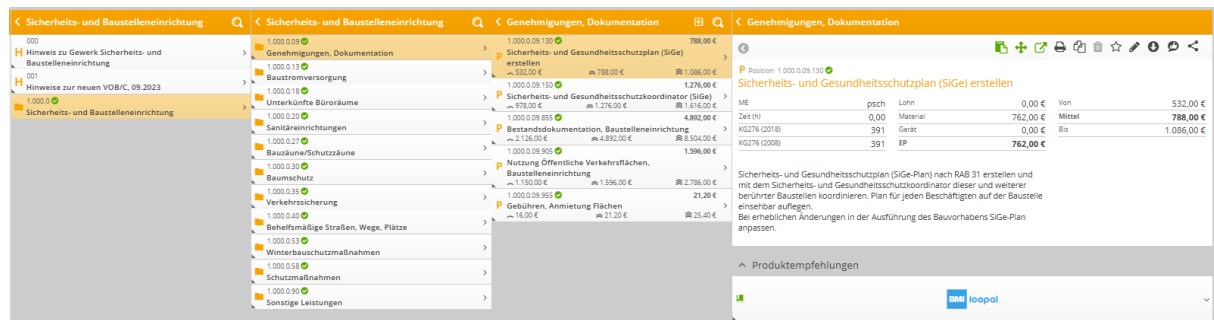 Sicherheits- und Baustelleneinrichtung
000
H Hinweis zu Gewerk Sicherheits- und
Baustelleneinrichtung
001
H Hinweise zur neuen VOB/C, 09.2023
1.000.0
Sicherheits- und Baustelleneinrichtung
Sicherheits- und Baustelleneinrichtung
1.000.0.09
Genehmigungen, Dokumentation
1.000.0.13
Baustromversorgung
1.000.0.18
Unterkünfte Büroräume
1.000.0.20
Sanitäreinrichtungen
1.000.0.27
Bauzäune/Schutzzäune
1.000.0.30
Baumschutz
1.000.0.35
Verkehrssicherung
1.000.0.40
Behelfsmäßige Straßen, Wege, Plätze
1.000.0.53
Winterbauschutzmaßnahmen
1.000.0.58
Schutzmaßnahmen
1.000.0.90
Sonstige Leistungen
Genehmigungen, Dokumentation
1.000.0.09.130 788,00 €
P Sicherheits- und Gesundheitsschutzplan (SiGe)
erstellen
532,00 € 788,00 € 1.086,00 €
1.000.0.09.150 1.276,00 €
P Sicherheits- und Gesundheitsschutzkoordinator (SiGe)
978,00 € 1.276,00 € 1.616,00 €
1.000.0.09.855 4.892,00 €
P Bestandsdokumentation, Baustelleneinrichtung
2.126,00 € 4.892,00 € 8.504,00 €
1.000.0.09.905 1.596,00 €
P Nutzung Öffentliche Verkehrsflächen,
Baustelleneinrichtung
1.150,00 € 1.596,00 € 2.786,00 €
1.000.0.09.955 21,20 €
P Gebühren, Anmietung Flächen
16,00 € 21,20 € 25,40 €
Genehmigungen, Dokumentation
P Position 1.000.0.09.130
Sicherheits- und Gesundheitsschutzplan (SiGe) erstellen
ME psch Lohn 0,00 € Von 532,00 €
Zeit (h) 0,00 Material 762,00 € Mittel 788,00 €
KG276 (2018) 391 Gerät 0,00 € Bis 1.086,00 €
KG276 (2008) 391 EP 762,00 €
Sicherheits- und Gesundheitsschutzplan (SiGe-Plan) nach RAB 31 erstellen und
mit dem Sicherheits- und Gesundheitsschutzkoordinator dieser und weiterer
berührter Baustellen koordinieren. Plan für jeden Beschäftigten auf der Baustelle
einsehbar auflegen.
Bei erheblichen Änderungen in der Ausführung des Bauvorhabens SiGe-Plan
anpassen.
Produktempfehlungen
BMI loopal